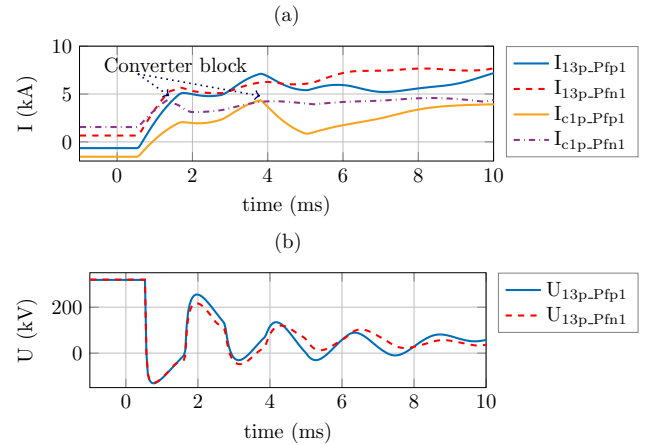 (a)
10
5
0
I (kA)
Converter block
0 2 4 6 8 10
time (ms)
I13p_Pfp1
I13p_Pfn1
Ic1p_Pfp1
Ic1p_Pfn1
(b)
200
0
U (kV)
0 2 4 6 8 10
time (ms)
U13p_Pfp1
U13p_Pfn1